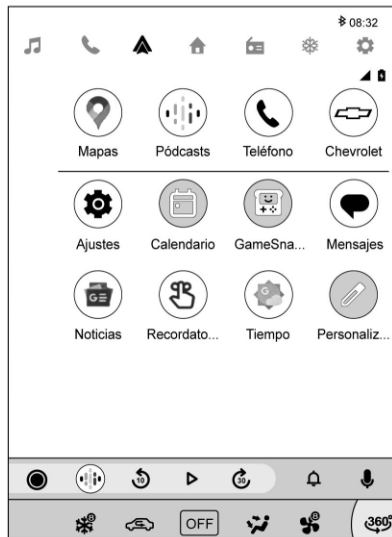 08:32
Mapas Pódcasts Teléfono Chevrolet
Ajustes Calendario GameSna... Mensajes
G≡
Noticias Recordato... Tiempo Personaliz...
10 30
OFF 360°